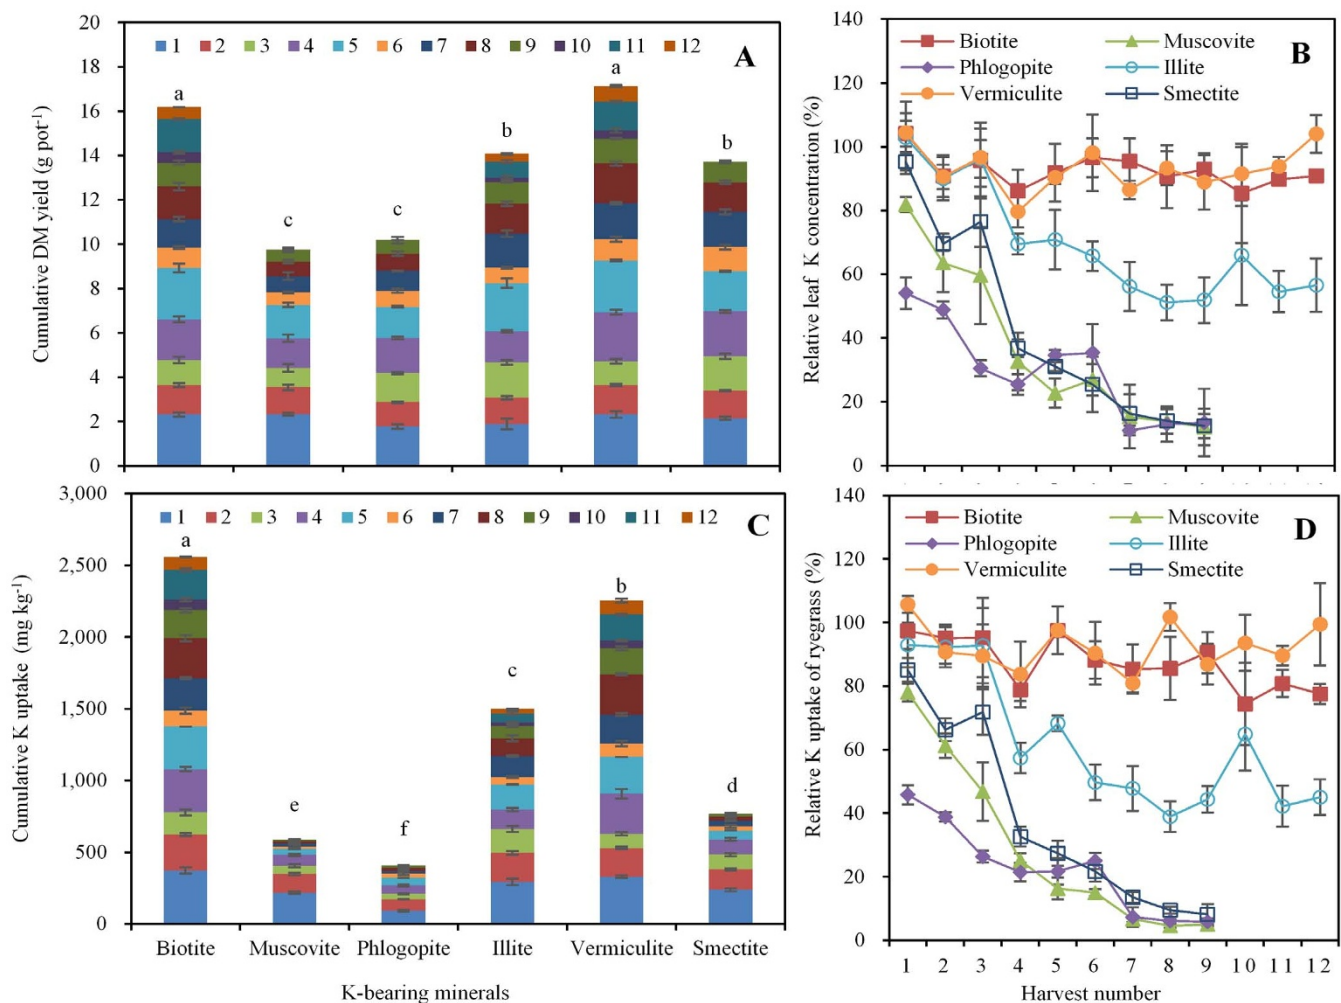 A
Cumulative DM yield (g pot⁻¹)
20
18
16
14
12
10
8
6
4
2
0
1 2 3 4 5 6 7 8 9 10 11 12
a
c
c
b
a
b
B
Relative leaf K concentration (%)
140
120
100
80
60
40
20
0
Biotite Muscovite
Phlogopite Illite
Vermiculite Smectite
C
Cumulative K uptake (mg kg⁻¹)
3,000
2,500
2,000
1,500
1,000
500
0
1 2 3 4 5 6 7 8 9 10 11 12
a
e
f
c
b
d
Biotite Muscovite Phlogopite Illite Vermiculite Smectite
K-bearing minerals
D
Relative K uptake of ryegrass (%)
140
120
100
80
60
40
20
0
Biotite Muscovite
Phlogopite Illite
Vermiculite Smectite
1 2 3 4 5 6 7 8 9 10 11 12
Harvest number